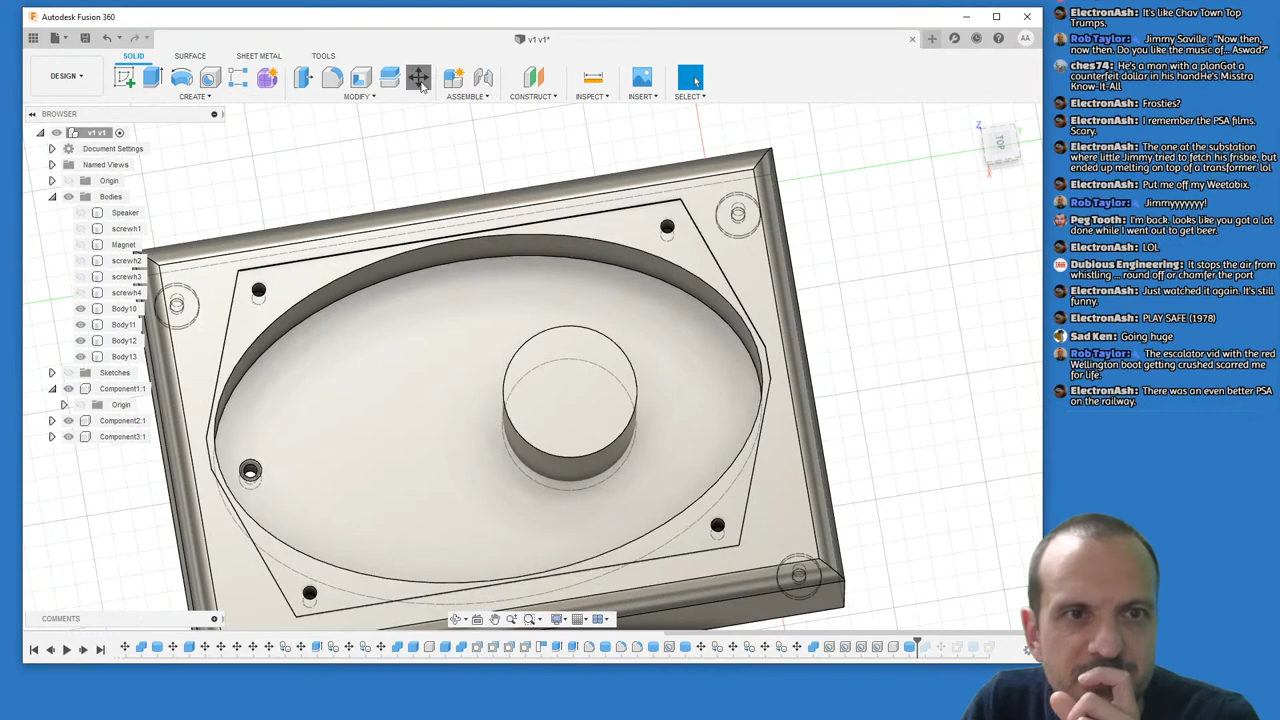 Autodesk Fusion 360
v1 v1*
AA
DESIGN
SOLID
SURFACE
SHEET METAL
TOOLS
CREATE
MODIFY
ASSEMBLE
CONSTRUCT
INSPECT
INSERT
SELECT
BROWSER
v1 v1
Document Settings
Named Views
Origin
Bodies
Speaker
screwh1
Magnet
screwh2
screwh3
screwh4
Body10
Body11
Body12
Body13
Sketches
Component1:1
Origin
Component2:1
Component3:1
COMMENTS
TOP
Z
Y
X
ElectronAsh: It's like Chav Town Top
Trumps.
Rob Taylor: Jimmy Saville : "Now then,
now then. Do you like the music of... Aswad?"
ches74: He's a man with a planGot a
counterfeit dollar in his handHe's Misstra
Know-It-All
ElectronAsh: Frosties?
ElectronAsh: I remember the PSA films.
Scary.
ElectronAsh: The one at the substation
where little Jimmy tried to fetch his frisbie, but
ended up melting on top of a transformer. lol
ElectronAsh: Put me off my Weetabix.
Rob Taylor: Jimmyyyyyyy!
Peg Tooth: I'm back. looks like you got a lot
done while I went out to get beer.
ElectronAsh: LOL
Dubious Engineering: It stops the air from
whistling ... round off or chamfer the port
ElectronAsh: Just watched it again. It's still
funny.
ElectronAsh: PLAY SAFE (1978)
Sad Ken: Going huge
Rob Taylor: The escalator vid with the red
Wellington boot getting crushed scarred me
for life.
ElectronAsh: There was an even better PSA
on the railway.